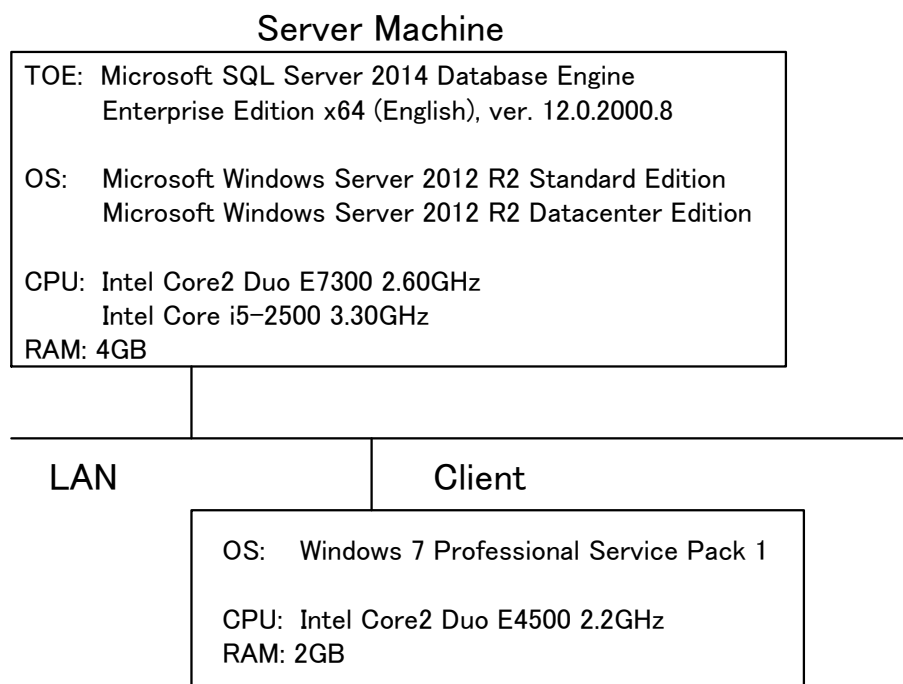 Server Machine
TOE: Microsoft SQL Server 2014 Database Engine
Enterprise Edition x64 (English), ver. 12.0.2000.8
OS: Microsoft Windows Server 2012 R2 Standard Edition
Microsoft Windows Server 2012 R2 Datacenter Edition
CPU: Intel Core2 Duo E7300 2.60GHz
Intel Core i5-2500 3.30GHz
RAM: 4GB
LAN
Client
OS: Windows 7 Professional Service Pack 1
CPU: Intel Core2 Duo E4500 2.2GHz
RAM: 2GB